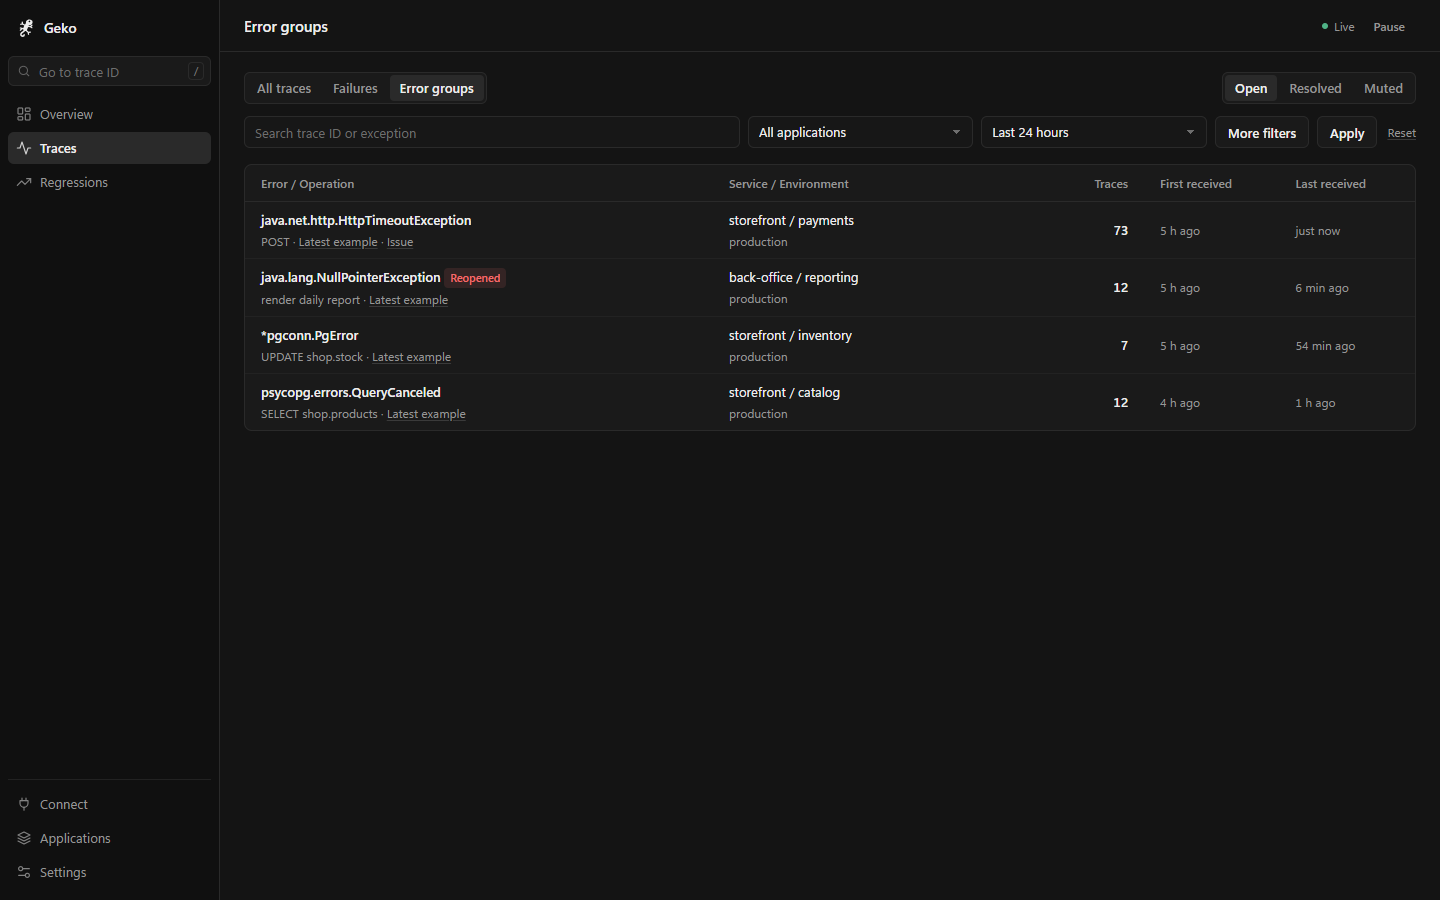 Geko
Go to trace ID /
Overview
Traces
Regressions
Connect
Applications
Settings
Error groups
Live Pause
All traces Failures Error groups
Open Resolved Muted
Search trace ID or exception All applications Last 24 hours More filters Apply Reset
Error / Operation Service / Environment Traces First received Last received
java.net.http.HttpTimeoutException storefront / payments 73 5 h ago just now
POST · Latest example · Issue production
java.lang.NullPointerException Reopened back-office / reporting 12 5 h ago 6 min ago
render daily report · Latest example production
*pgconn.PgError storefront / inventory 7 5 h ago 54 min ago
UPDATE shop.stock · Latest example production
psycopg.errors.QueryCanceled storefront / catalog 12 4 h ago 1 h ago
SELECT shop.products · Latest example production